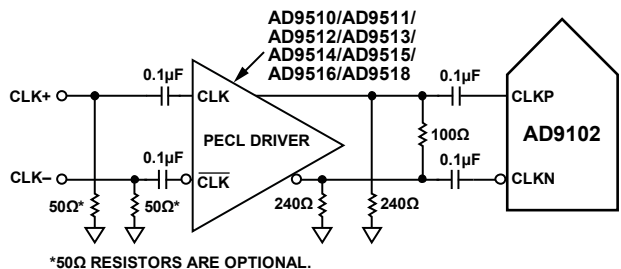 AD9510/AD9511/
AD9512/AD9513/
AD9514/AD9515/
AD9516/AD9518
0.1µF
0.1µF
CLK+
CLK
CLKP
PECL DRIVER
100Ω
AD9102
0.1µF
0.1µF
CLK–
CLK
CLKN
50Ω*
50Ω*
240Ω
240Ω
*50Ω RESISTORS ARE OPTIONAL.